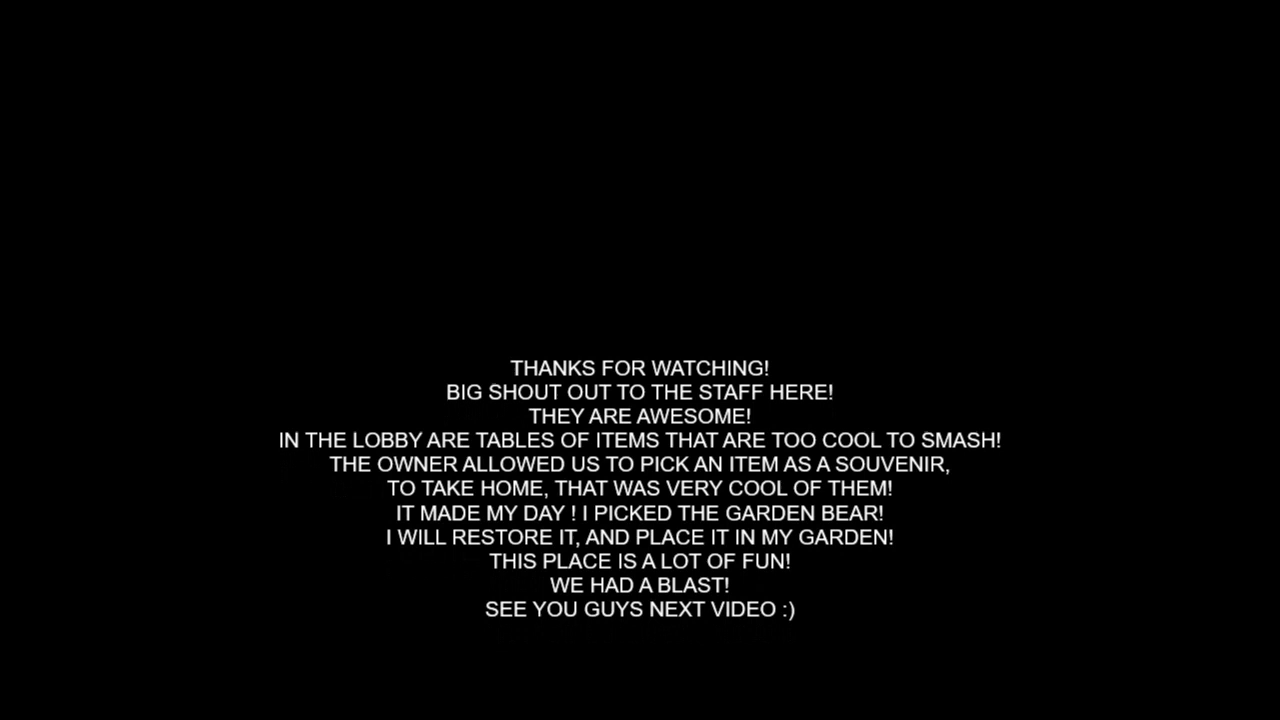 THANKS FOR WATCHING!
BIG SHOUT OUT TO THE STAFF HERE!
THEY ARE AWESOME!
IN THE LOBBY ARE TABLES OF ITEMS THAT ARE TOO COOL TO SMASH!
THE OWNER ALLOWED US TO PICK AN ITEM AS A SOUVENIR,
TO TAKE HOME, THAT WAS VERY COOL OF THEM!
IT MADE MY DAY ! I PICKED THE GARDEN BEAR!
I WILL RESTORE IT, AND PLACE IT IN MY GARDEN!
THIS PLACE IS A LOT OF FUN!
WE HAD A BLAST!
SEE YOU GUYS NEXT VIDEO :)